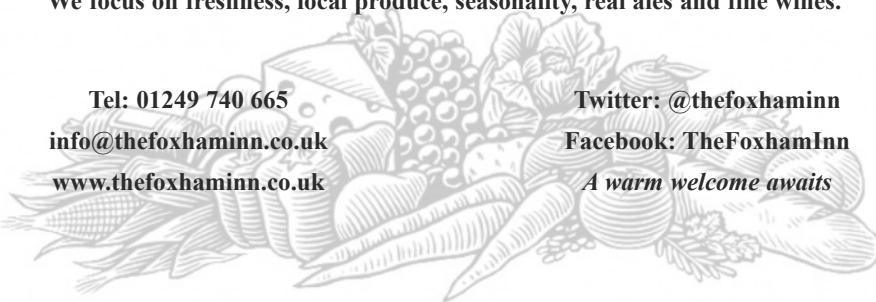 We focus on freshness, local produce, seasonality, real ales and fine wines.
Tel: 01249 740 665
info@thefoxhaminn.co.uk
www.thefoxhaminn.co.uk
Twitter: @thefoxhaminn
Facebook: TheFoxhamInn
A warm welcome awaits